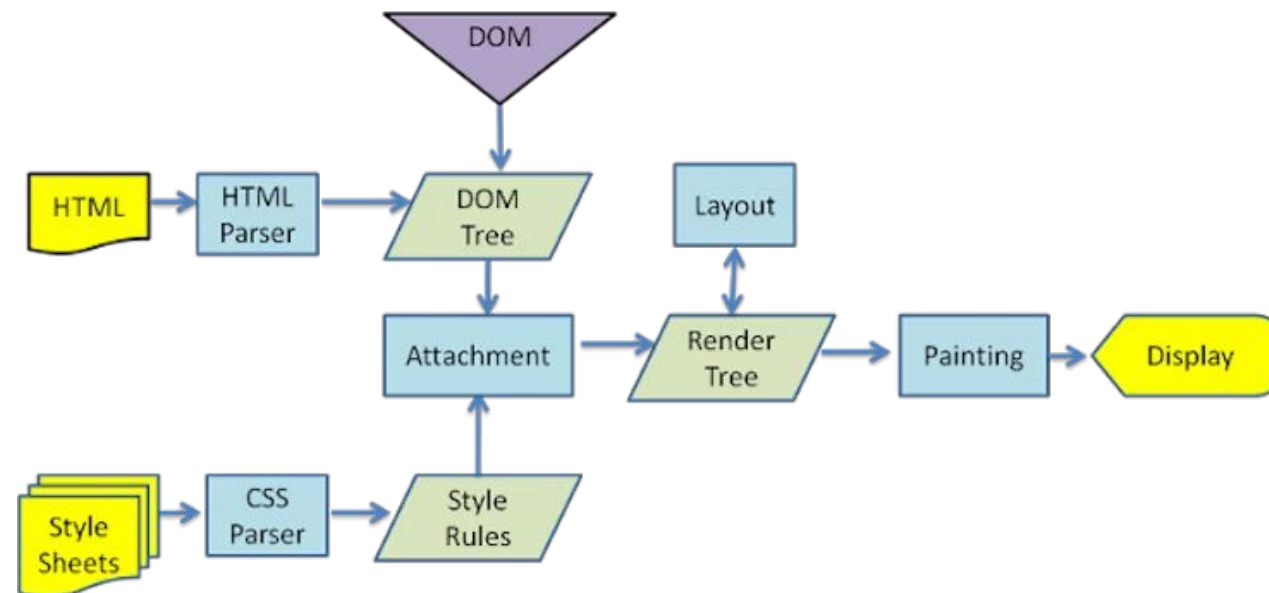 DOM
HTML
HTML
Parser
DOM
Tree
Layout
Attachment
Render
Tree
Painting
Display
Style
Sheets
CSS
Parser
Style
Rules